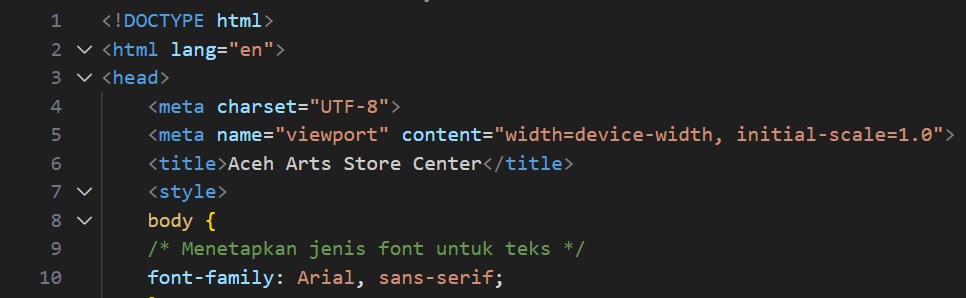 1 <!DOCTYPE html>
2 <html lang="en">
3 <head>
4 <meta charset="UTF-8">
5 <meta name="viewport" content="width=device-width, initial-scale=1.0">
6 <title>Aceh Arts Store Center</title>
7 <style>
8 body {
9 /* Menetapkan jenis font untuk teks */
10 font-family: Arial, sans-serif;